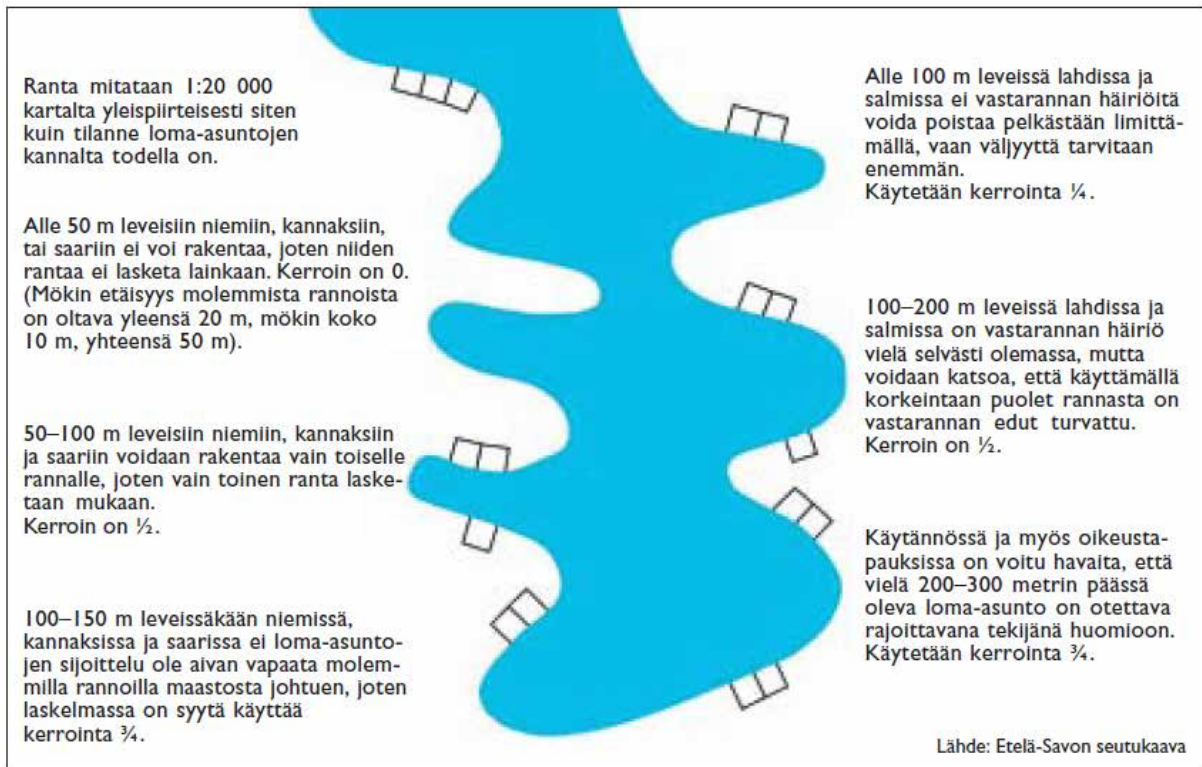 Ranta mitataan 1:20 000
kartalta yleispiirteisesti siten
kuin tilanne loma-asuntojen
kannalta todella on.
Alle 50 m leveisiin niemiin, kannaksiin,
tai saariin ei voi rakentaa, joten niiden
rantaa ei lasketa lainkaan. Kerroin on 0.
(Mökin etäisyys molemmista rannoista
on oltava yleensä 20 m, mökin koko
10 m, yhteensä 50 m).
50–100 m leveisiin niemiin, kannaksiin
ja saariin voidaan rakentaa vain toiselle
rannalle, joten vain toinen ranta laske-
taan mukaan.
Kerroin on ½.
100–150 m leveissäkään niemissä,
kannaksissa ja saarissa ei loma-asunto-
jen sijoittelu ole aivan vapaata molem-
milla rannoilla maastosta johtuen, joten
laskelmassa on syytä käyttää
kerrointa ¾.
Alle 100 m leveissä lahdissa ja
salmissa ei vastarannan häiriöitä
voida poistaa pelkästään limittä-
mällä, vaan väljyyttä tarvitaan
enemmän.
Käytetään kerrointa ¼.
100–200 m leveissä lahdissa ja
salmissa on vastarannan häiriö
vielä selvästi olemassa, mutta
voidaan katsoa, että käyttämällä
korkeintaan puolet rannasta on
vastarannan edut turvattu.
Kerroin on ½.
Käytännössä ja myös oikeusta-
pauksissa on voitu havaita, että
vielä 200–300 metrin päässä
oleva loma-asunto on otettava
rajoittavana tekijänä huomioon.
Käytetään kerrointa ¾.
Lähde: Etelä-Savon seutukaava